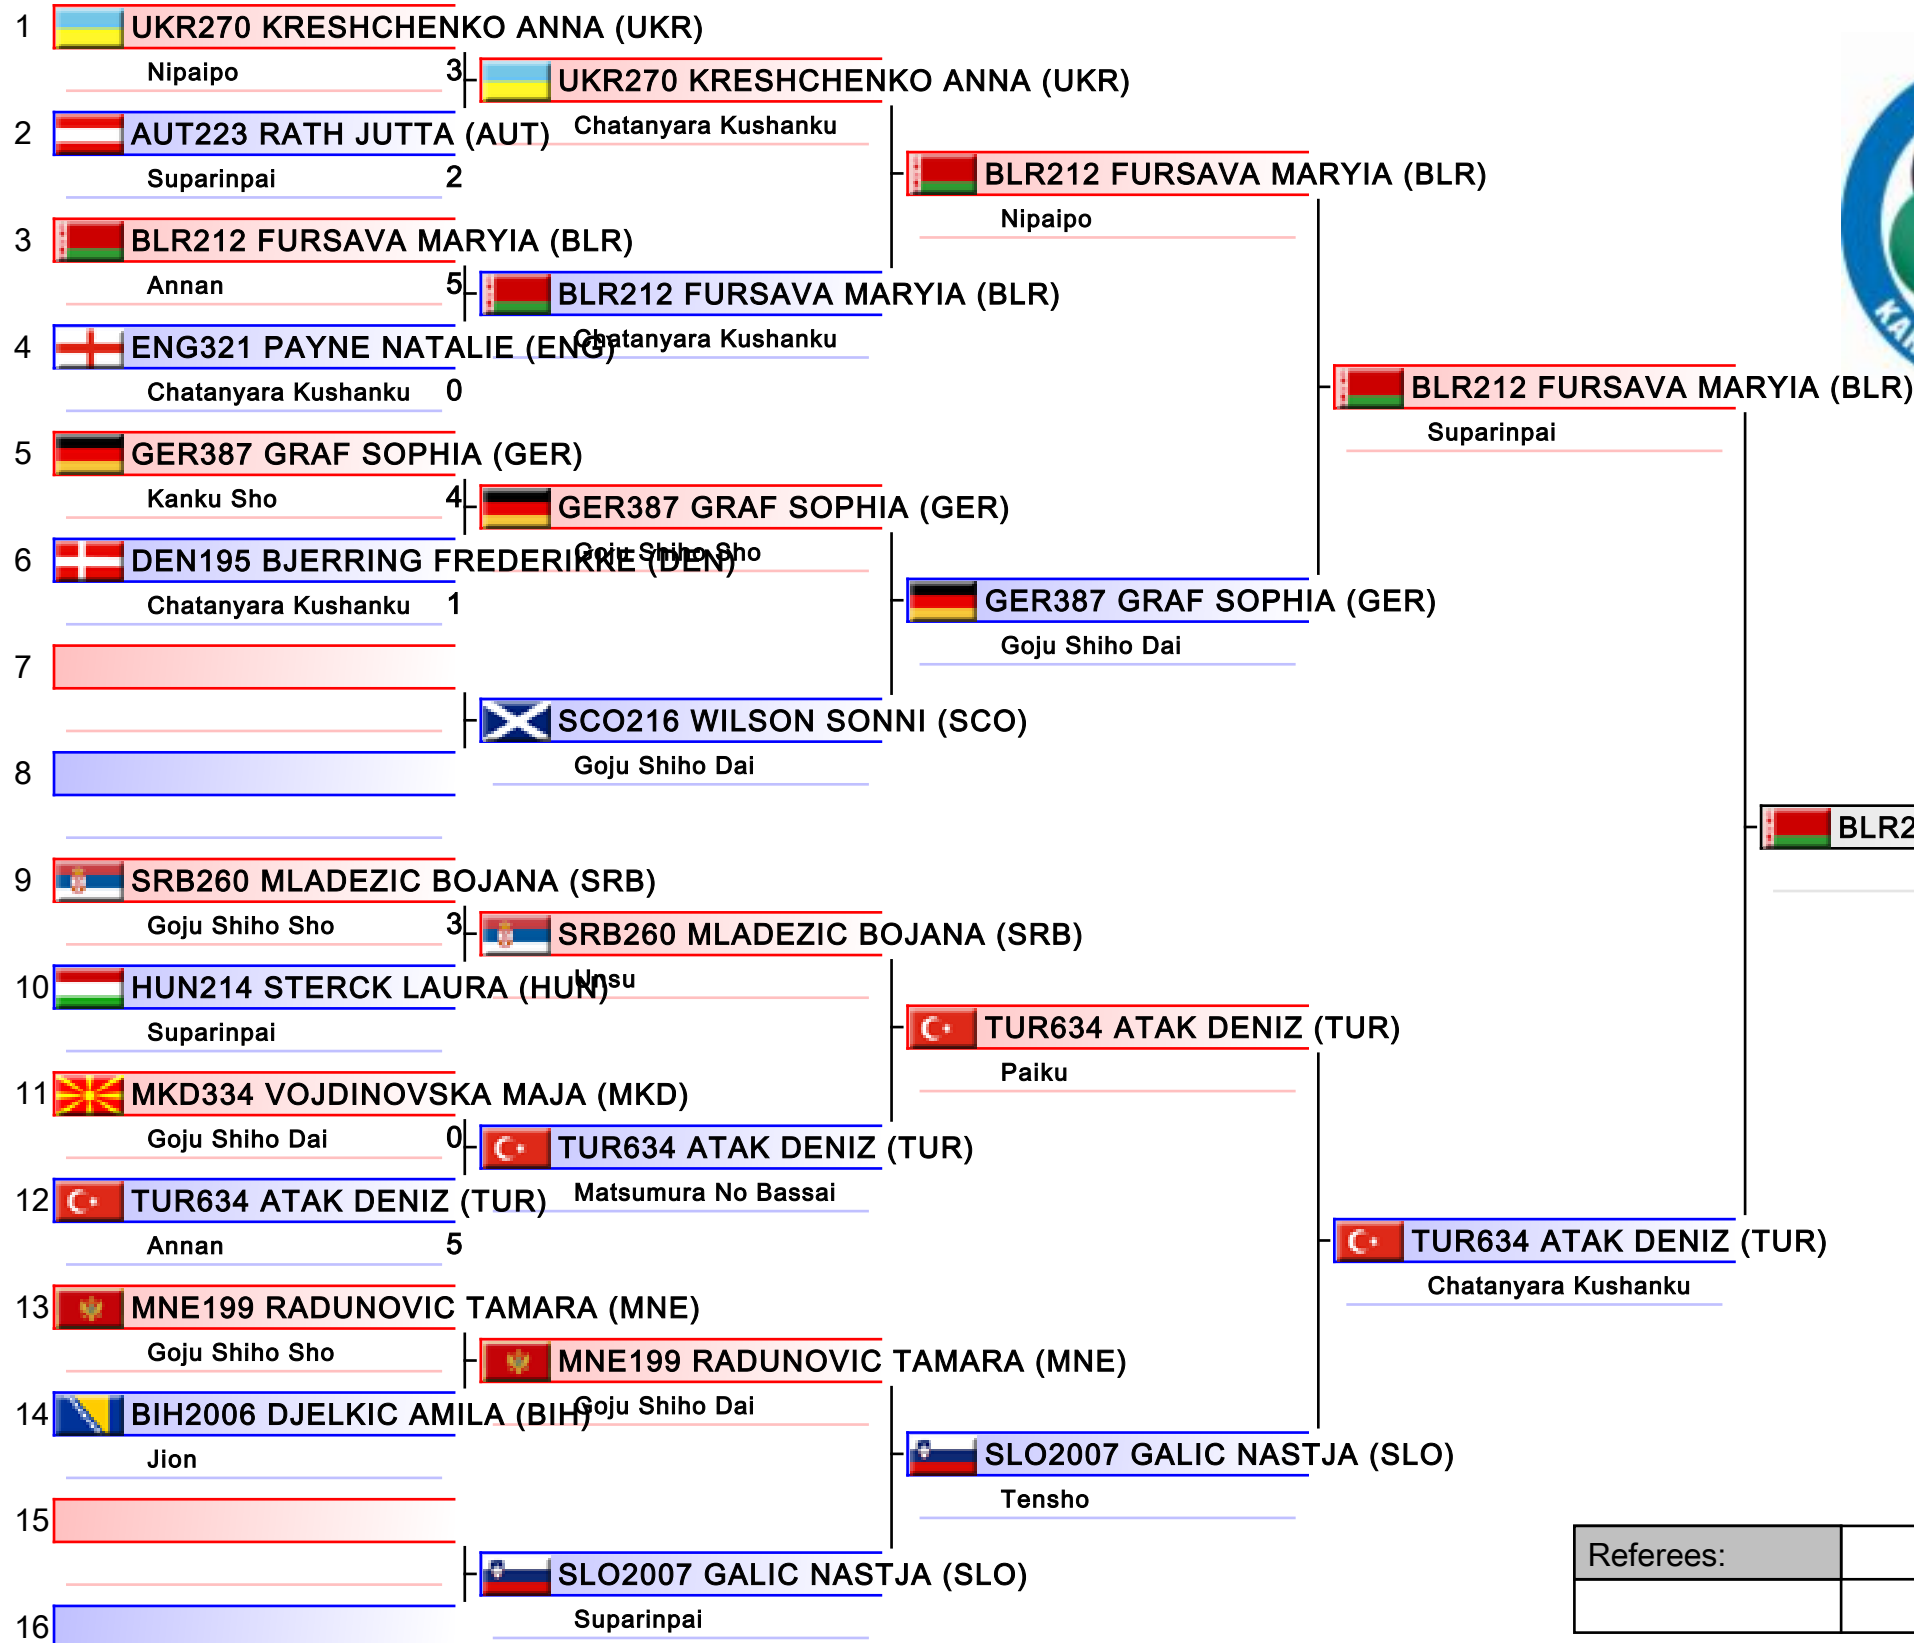 1 UKR270 KRESHCHENKO ANNA (UKR)
Nipaipo 3
UKR270 KRESHCHENKO ANNA (UKR)
2 AUT223 RATH JUTTA (AUT)
Chatanyara Kushanku
BLR212 FURSAVA MARYIA (BLR)
Suparinpai 2
Nipaipo
3 BLR212 FURSAVA MARYIA (BLR)
Annan 5
BLR212 FURSAVA MARYIA (BLR)
4 ENG321 PAYNE NATALIE (ENG)
Chatanyara Kushanku
Chatanyara Kushanku 0
BLR212 FURSAVA MARYIA (BLR)
Suparinpai
5 GER387 GRAF SOPHIA (GER)
Kanku Sho 4
GER387 GRAF SOPHIA (GER)
6 DEN195 BJERRING FREDERIKKE (DEN)
Goju Shiho Sho
Chatanyara Kushanku 1
GER387 GRAF SOPHIA (GER)
Goju Shiho Dai
7
SCO216 WILSON SONNI (SCO)
8
Goju Shiho Dai
BLR2
9 SRB260 MLADEZIC BOJANA (SRB)
Goju Shiho Sho 3
SRB260 MLADEZIC BOJANA (SRB)
10 HUN214 STERCK LAURA (HUN)
Unsu
Suparinpai
TUR634 ATAK DENIZ (TUR)
Paiku
11 MKD334 VOJDINOVSKA MAJA (MKD)
Goju Shiho Dai 0
TUR634 ATAK DENIZ (TUR)
12 TUR634 ATAK DENIZ (TUR)
Matsumura No Bassai
Annan 5
TUR634 ATAK DENIZ (TUR)
Chatanyara Kushanku
13 MNE199 RADUNOVIC TAMARA (MNE)
Goju Shiho Sho
MNE199 RADUNOVIC TAMARA (MNE)
14 BIH2006 DJELKIC AMILA (BIH)
Goju Shiho Dai
Jion
SLO2007 GALIC NASTJA (SLO)
Tensho
15
SLO2007 GALIC NASTJA (SLO)
16
Suparinpai
Referees: